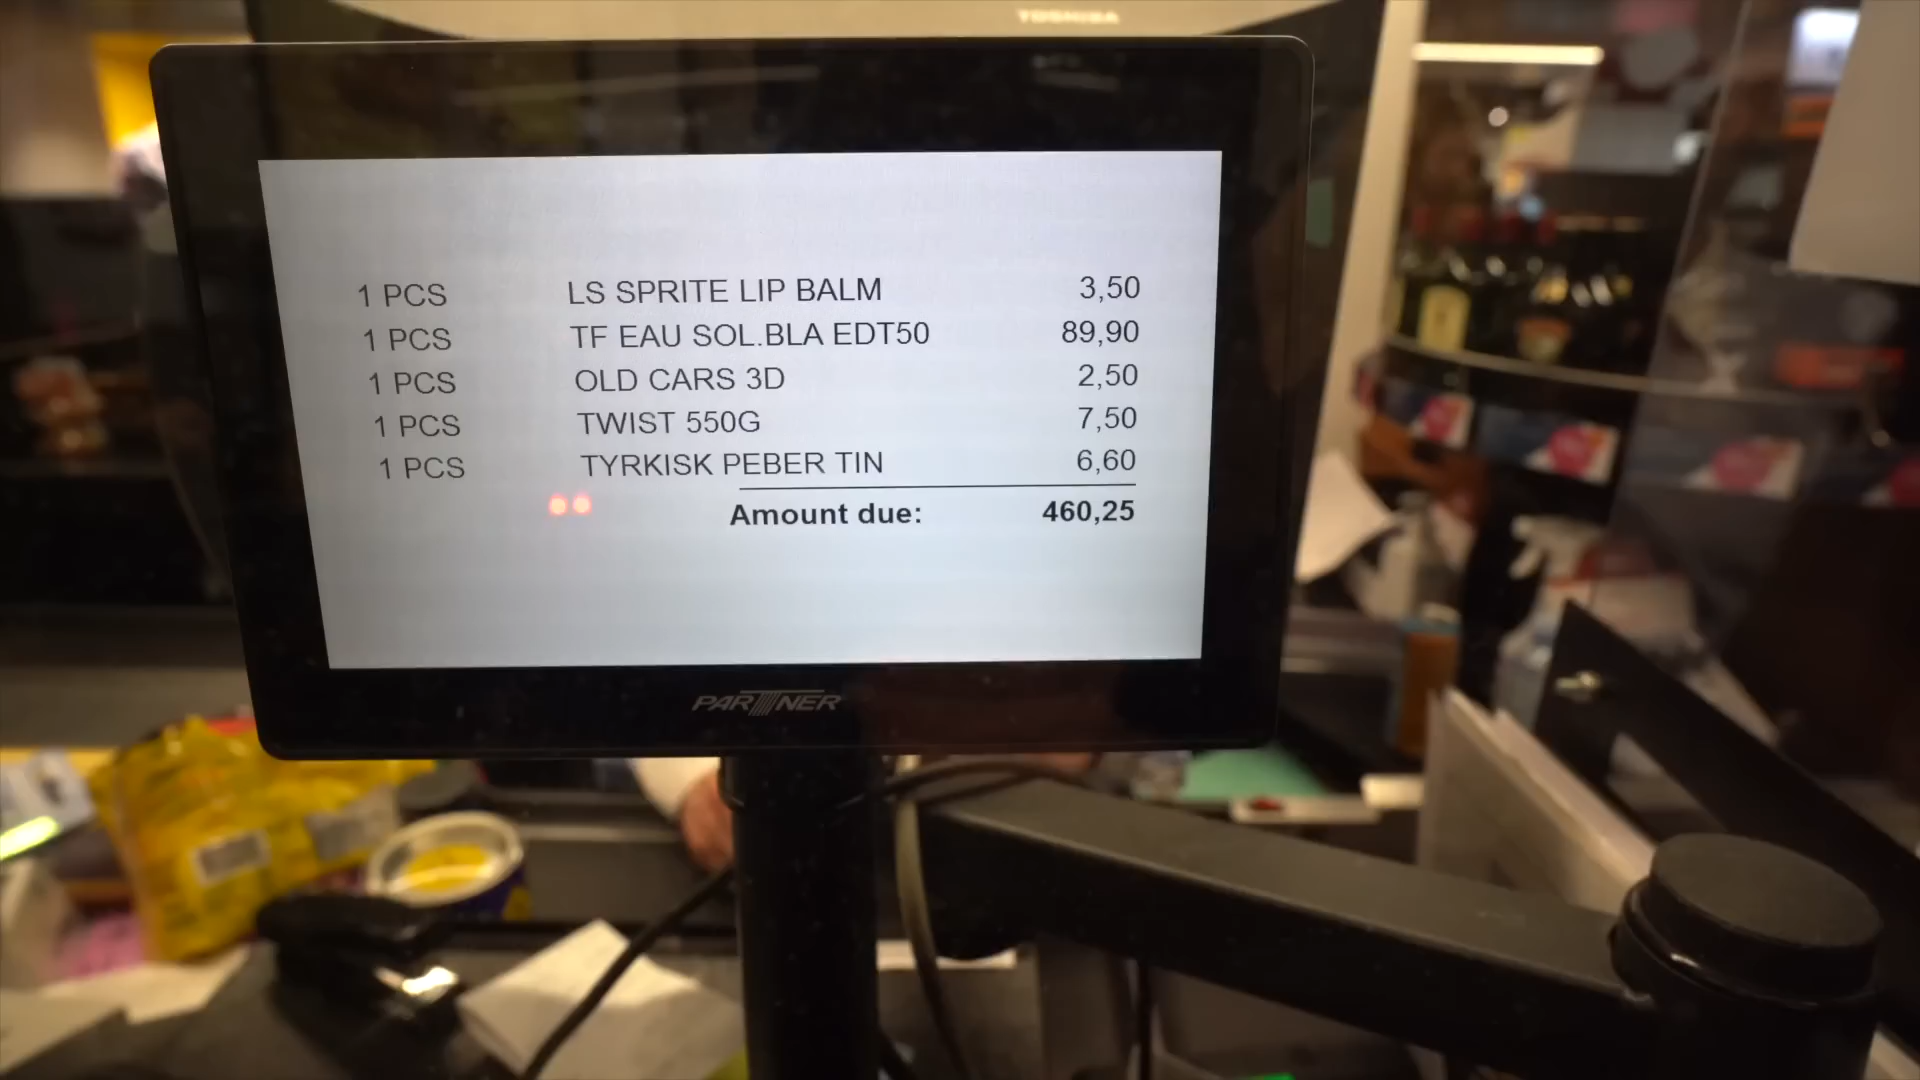 TOSHIBA
1 PCS LS SPRITE LIP BALM 3,50
1 PCS TF EAU SOL.BLA EDT50 89,90
1 PCS OLD CARS 3D 2,50
1 PCS TWIST 550G 7,50
1 PCS TYRKISK PEBER TIN 6,60
Amount due: 460,25
PARTNER